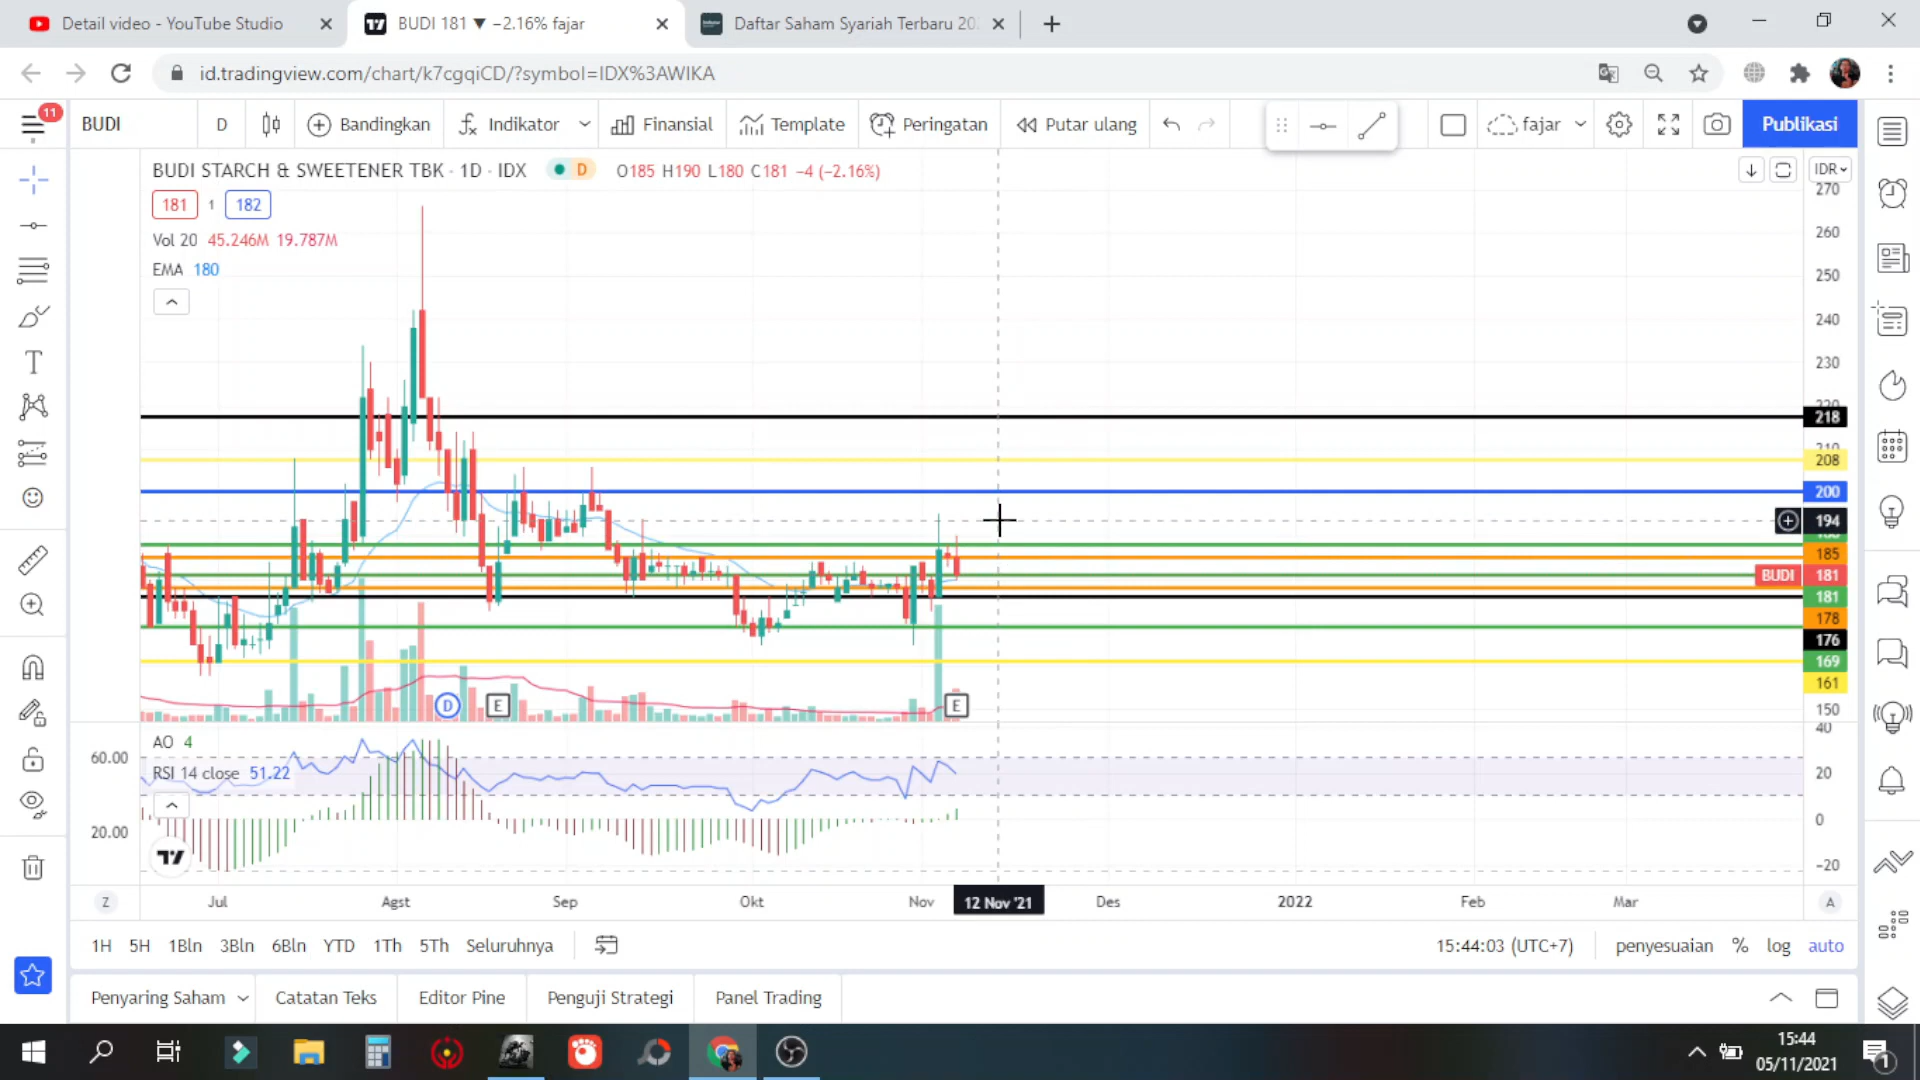 Detail video - YouTube Studio
BUDI 181 ▼ −2.16% fajar
Daftar Saham Syariah Terbaru 20
id.tradingview.com/chart/k7cgqiCD/?symbol=IDX%3AWIKA
11
BUDI
D
Bandingkan
Indikator
Finansial
Template
Peringatan
Putar ulang
fajar
Publikasi
BUDI STARCH & SWEETENER TBK · 1D · IDX
D
O185 H190 L180 C181 −4 (−2.16%)
IDR
181 1 182
Vol 20 45.246M 19.787M
EMA 180
270
260
250
240
230
220
218
210
208
200
194
185
BUDI 181
181
178
176
169
161
150
D
E
E
AO 4
RSI 14 close 51.22
60.00
20.00
40
20
0
−20
Z
Jul
Agst
Sep
Okt
Nov
12 Nov '21
Des
2022
Feb
Mar
A
1H 5H 1Bln 3Bln 6Bln YTD 1Th 5Th Seluruhnya
15:44:03 (UTC+7)
penyesuaian % log auto
Penyaring Saham
Catatan Teks
Editor Pine
Penguji Strategi
Panel Trading
15:44
05/11/2021
1